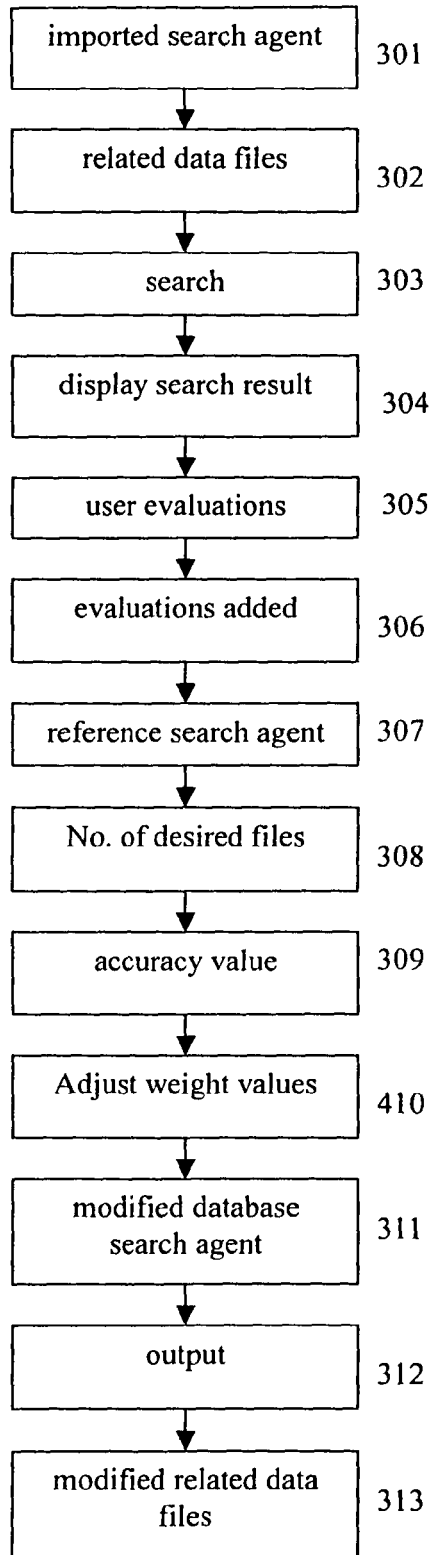 imported search agent 301
related data files 302
search 303
display search result 304
user evaluations 305
evaluations added 306
reference search agent 307
No. of desired files 308
accuracy value 309
Adjust weight values 410
modified database
search agent 311
output 312
modified related data
files 313